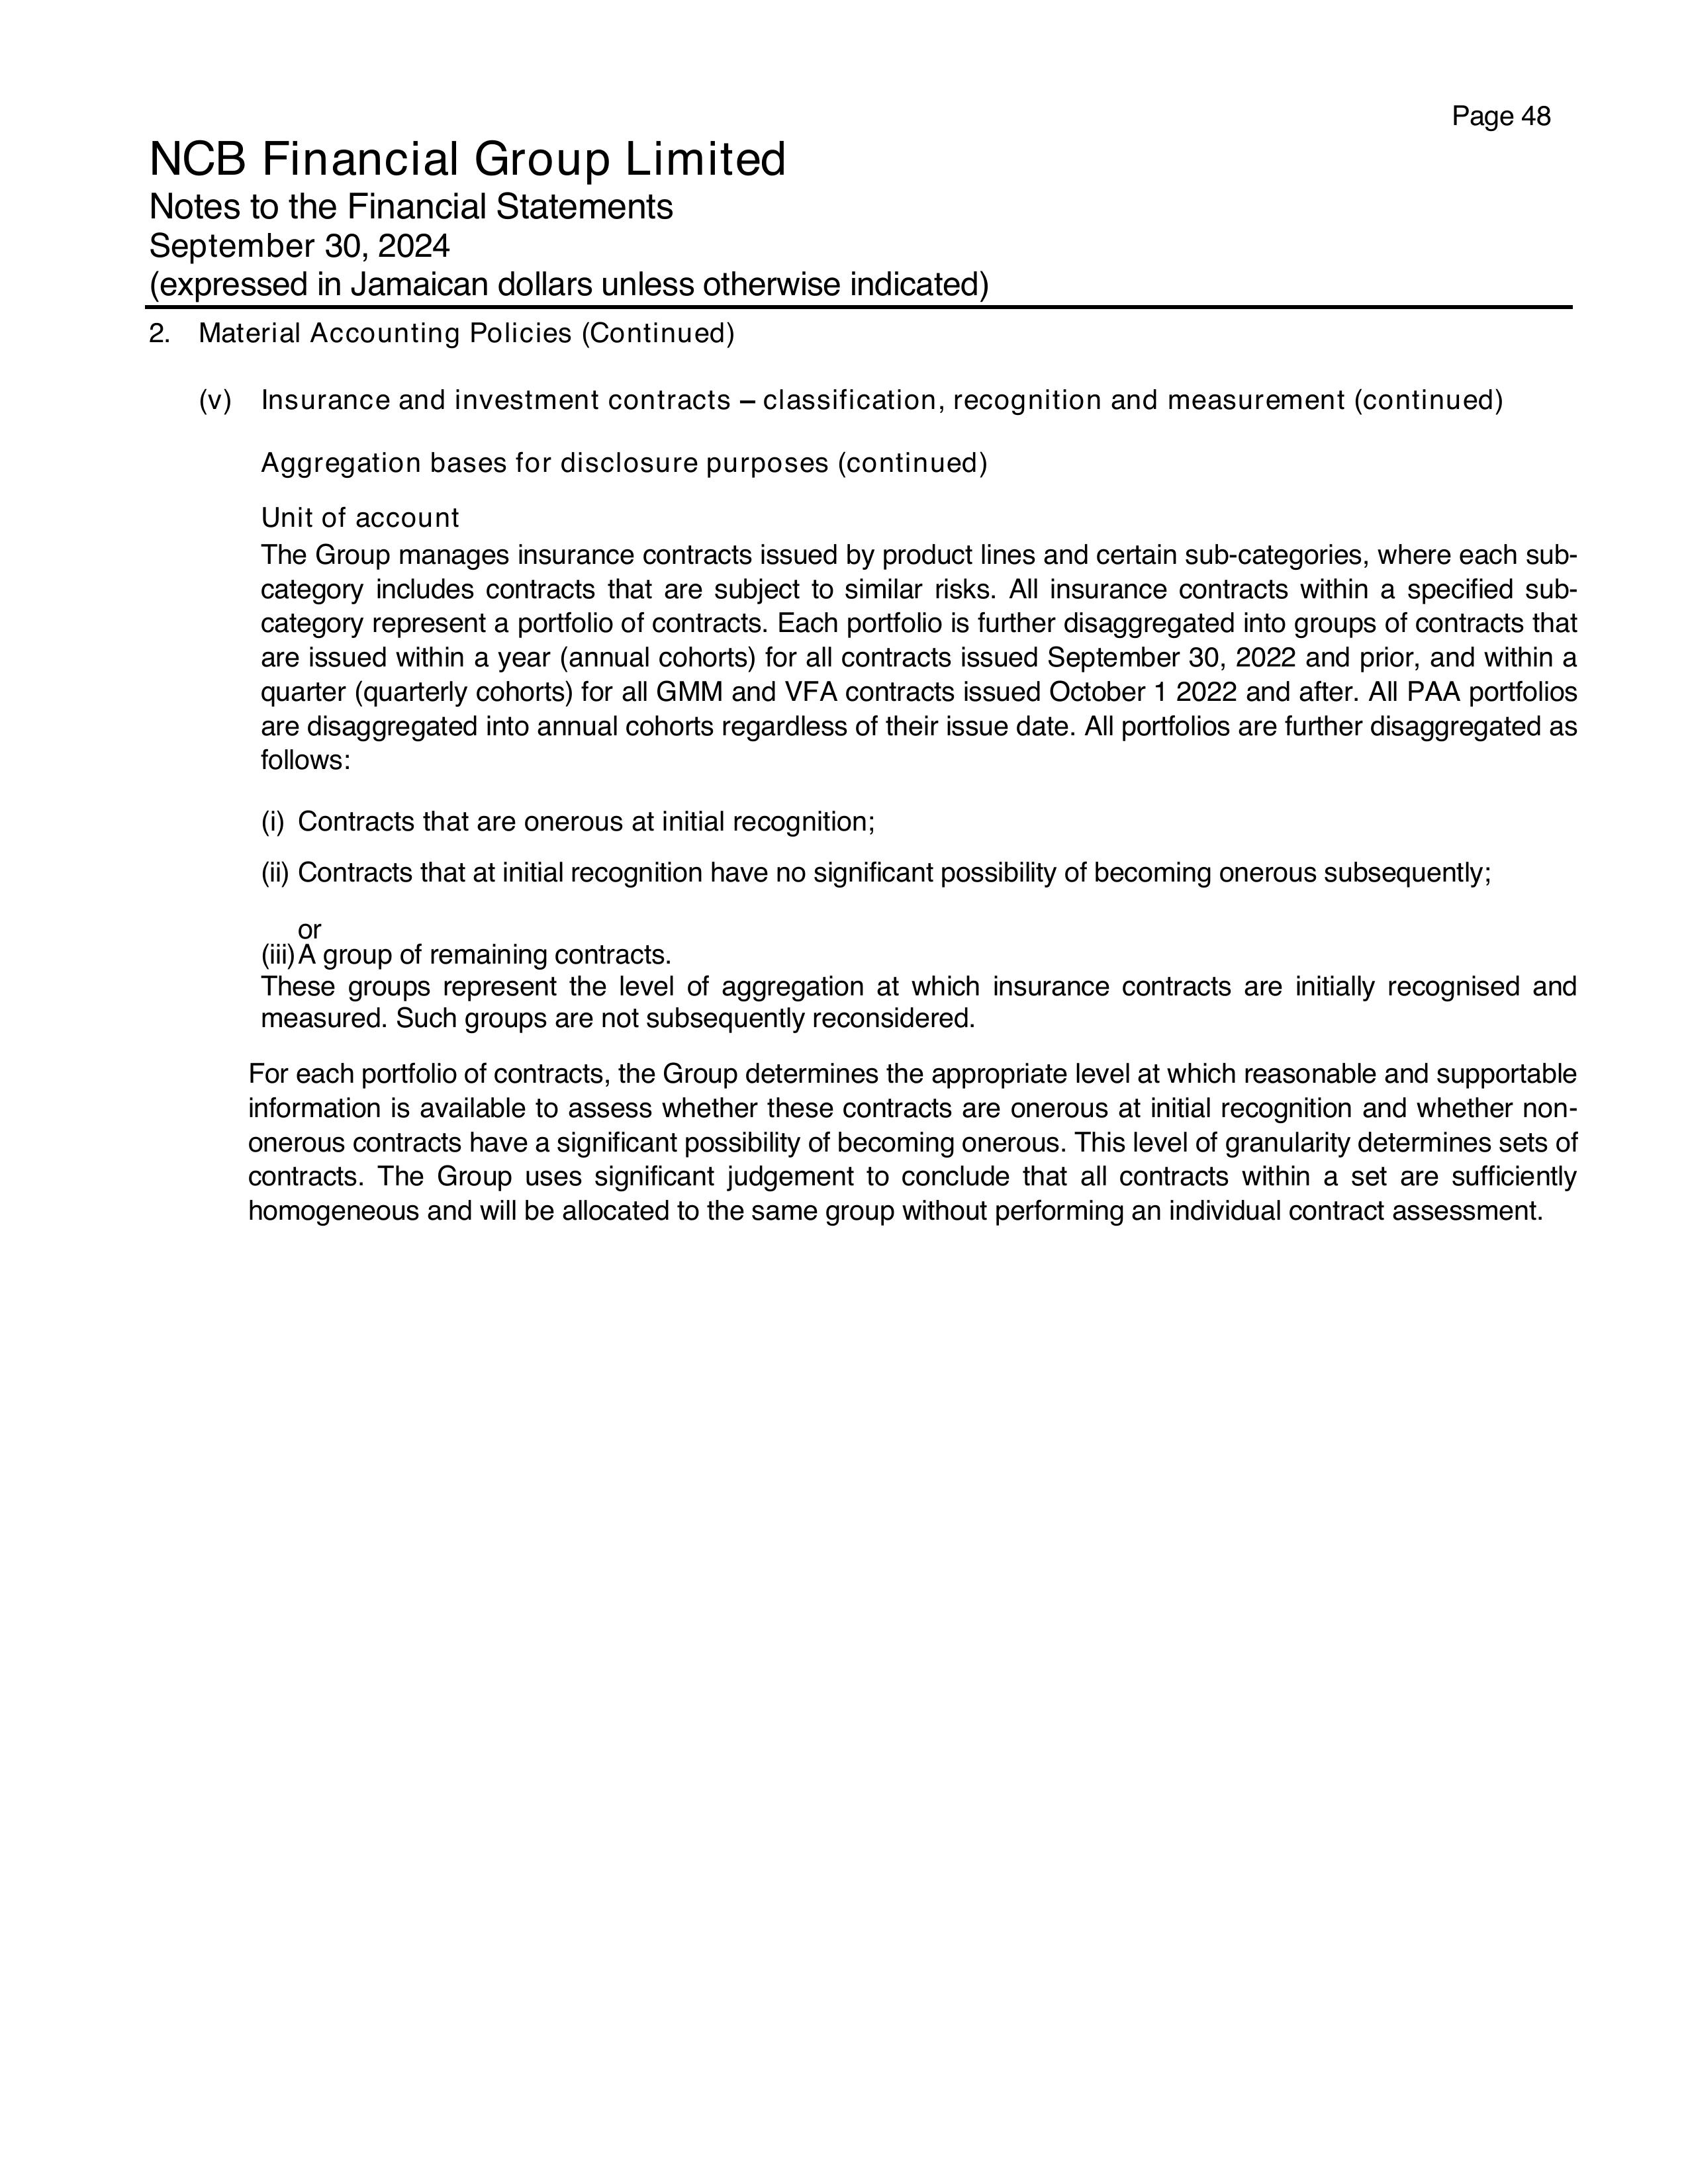 Page 48
NCB Financial Group Limited
Notes to the Financial Statements
September 30, 2024
(expressed in Jamaican dollars unless otherwise indicated)
2. Material Accounting Policies (Continued)
(v) Insurance and investment contracts – classification, recognition and measurement (continued)
Aggregation bases for disclosure purposes (continued)
Unit of account
The Group manages insurance contracts issued by product lines and certain sub-categories, where each sub-
category includes contracts that are subject to similar risks. All insurance contracts within a specified sub-
category represent a portfolio of contracts. Each portfolio is further disaggregated into groups of contracts that
are issued within a year (annual cohorts) for all contracts issued September 30, 2022 and prior, and within a
quarter (quarterly cohorts) for all GMM and VFA contracts issued October 1 2022 and after. All PAA portfolios
are disaggregated into annual cohorts regardless of their issue date. All portfolios are further disaggregated as
follows:
(i) Contracts that are onerous at initial recognition;
(ii) Contracts that at initial recognition have no significant possibility of becoming onerous subsequently;
or
(iii) A group of remaining contracts.
These groups represent the level of aggregation at which insurance contracts are initially recognised and
measured. Such groups are not subsequently reconsidered.
For each portfolio of contracts, the Group determines the appropriate level at which reasonable and supportable
information is available to assess whether these contracts are onerous at initial recognition and whether non-
onerous contracts have a significant possibility of becoming onerous. This level of granularity determines sets of
contracts. The Group uses significant judgement to conclude that all contracts within a set are sufficiently
homogeneous and will be allocated to the same group without performing an individual contract assessment.